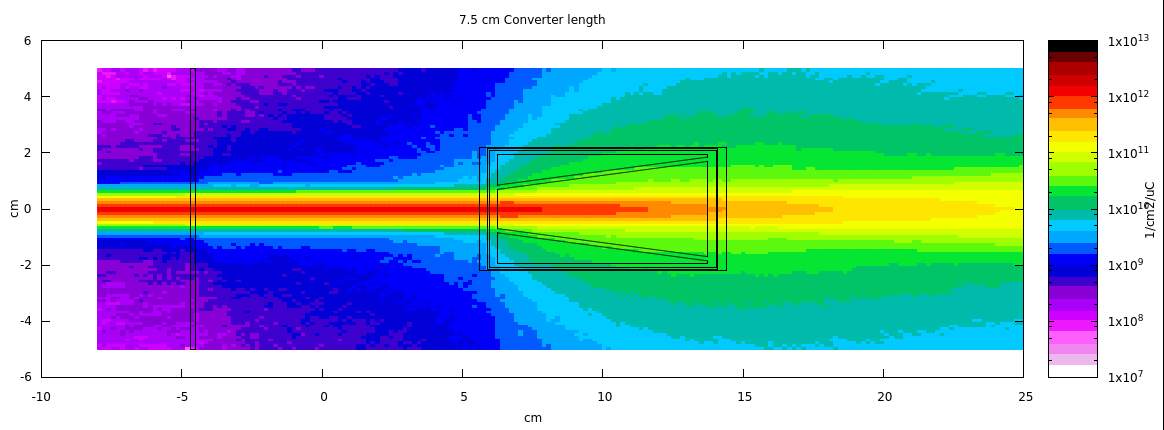 7.5 cm Converter length
6
4
2
0
-2
-4
-6
cm
-10
-5
0
5
10
15
20
25
cm
1x10^13
1x10^12
1x10^11
1x10^10
1x10^9
1x10^8
1x10^7
1/cm2/uC